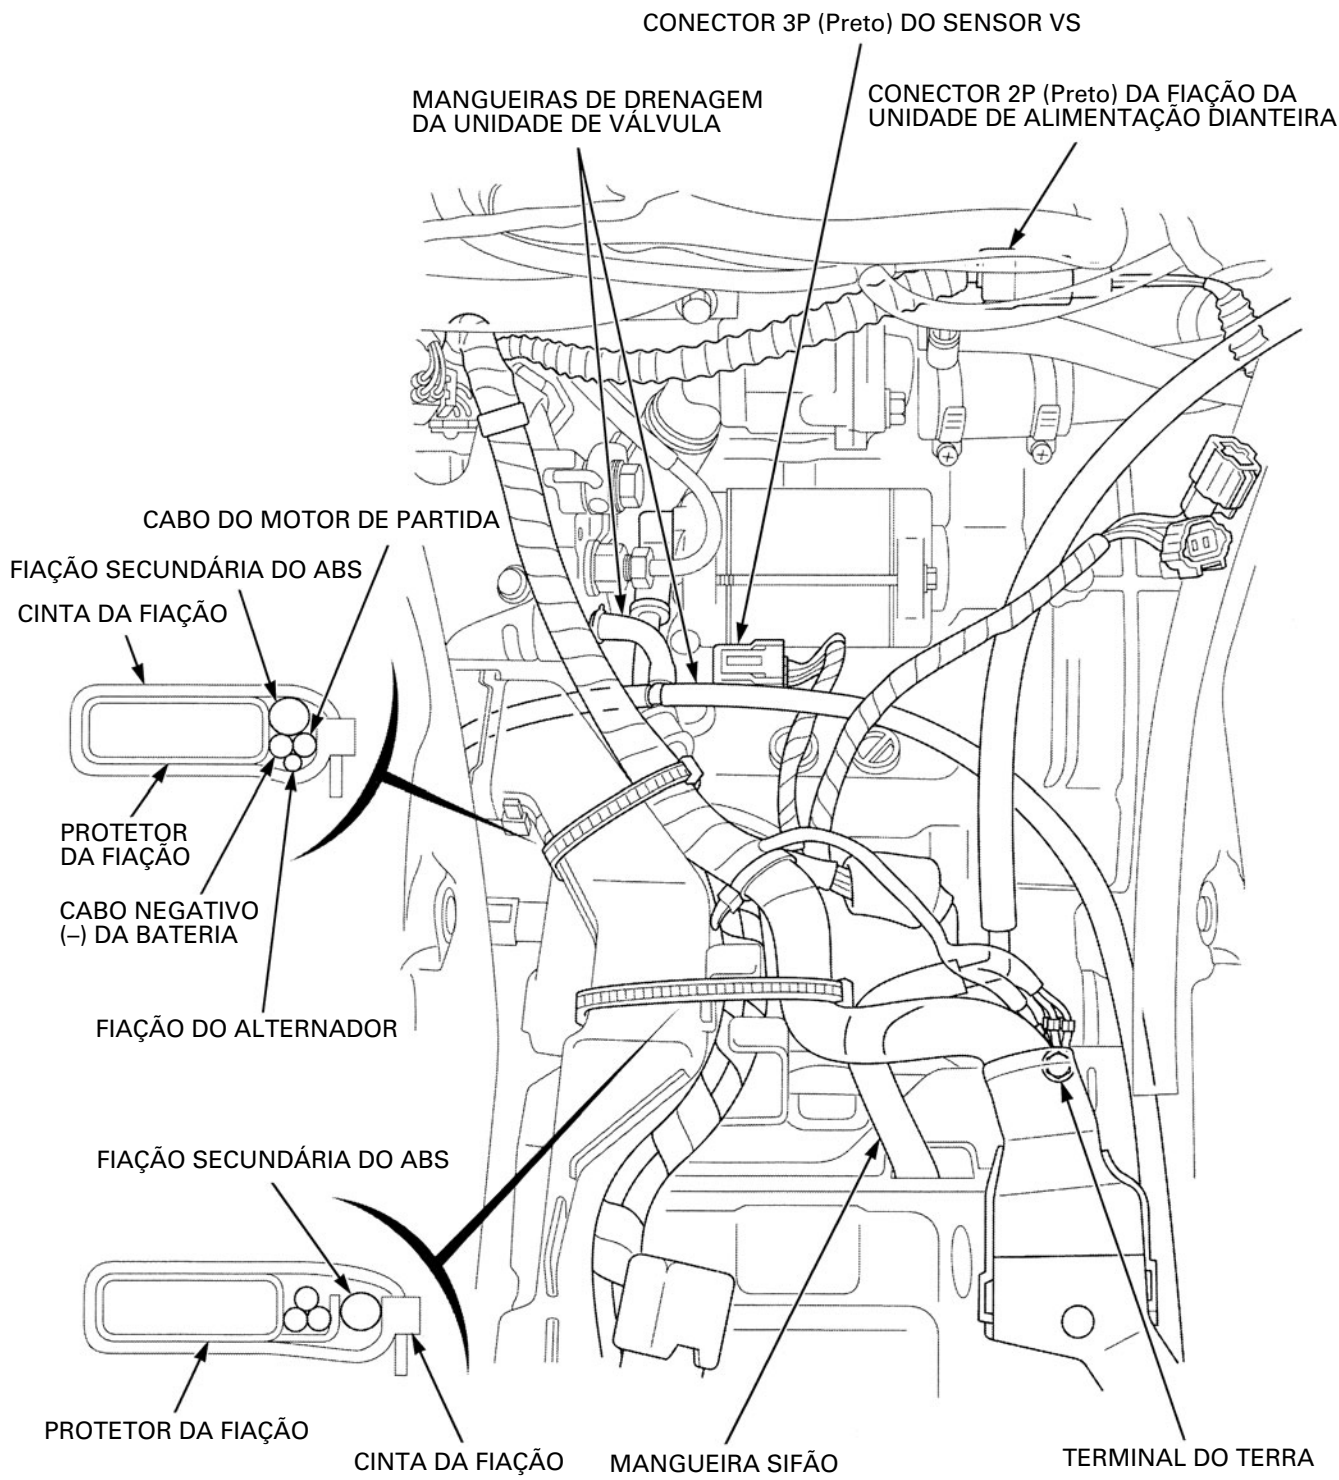 CONECTOR 3P (Preto) DO SENSOR VS
MANGUEIRAS DE DRENAGEM
DA UNIDADE DE VÁLVULA
CONECTOR 2P (Preto) DA FIAÇÃO DA
UNIDADE DE ALIMENTAÇÃO DIANTEIRA
CABO DO MOTOR DE PARTIDA
FIAÇÃO SECUNDÁRIA DO ABS
CINTA DA FIAÇÃO
PROTETOR
DA FIAÇÃO
CABO NEGATIVO
(–) DA BATERIA
FIAÇÃO DO ALTERNADOR
FIAÇÃO SECUNDÁRIA DO ABS
PROTETOR DA FIAÇÃO
CINTA DA FIAÇÃO
MANGUEIRA SIFÃO
TERMINAL DO TERRA